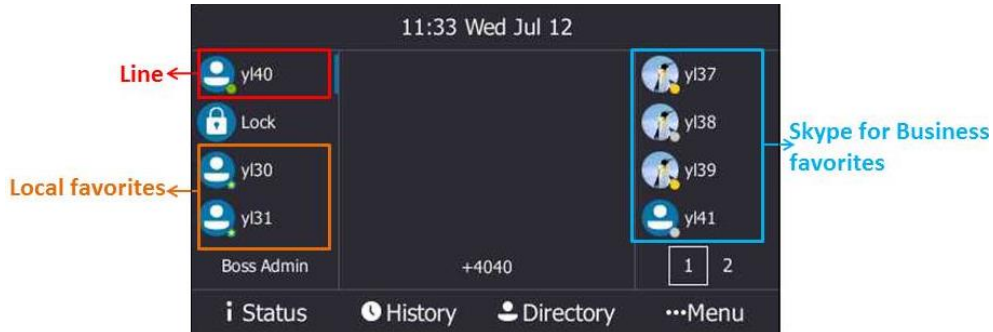 11:33 Wed Jul 12
Line
yl40
Lock
Local favorites
yl30
yl31
Boss Admin
+4040
yl37
yl38
yl39
yl41
Skype for Business
favorites
1 2
i Status
History
Directory
•••Menu